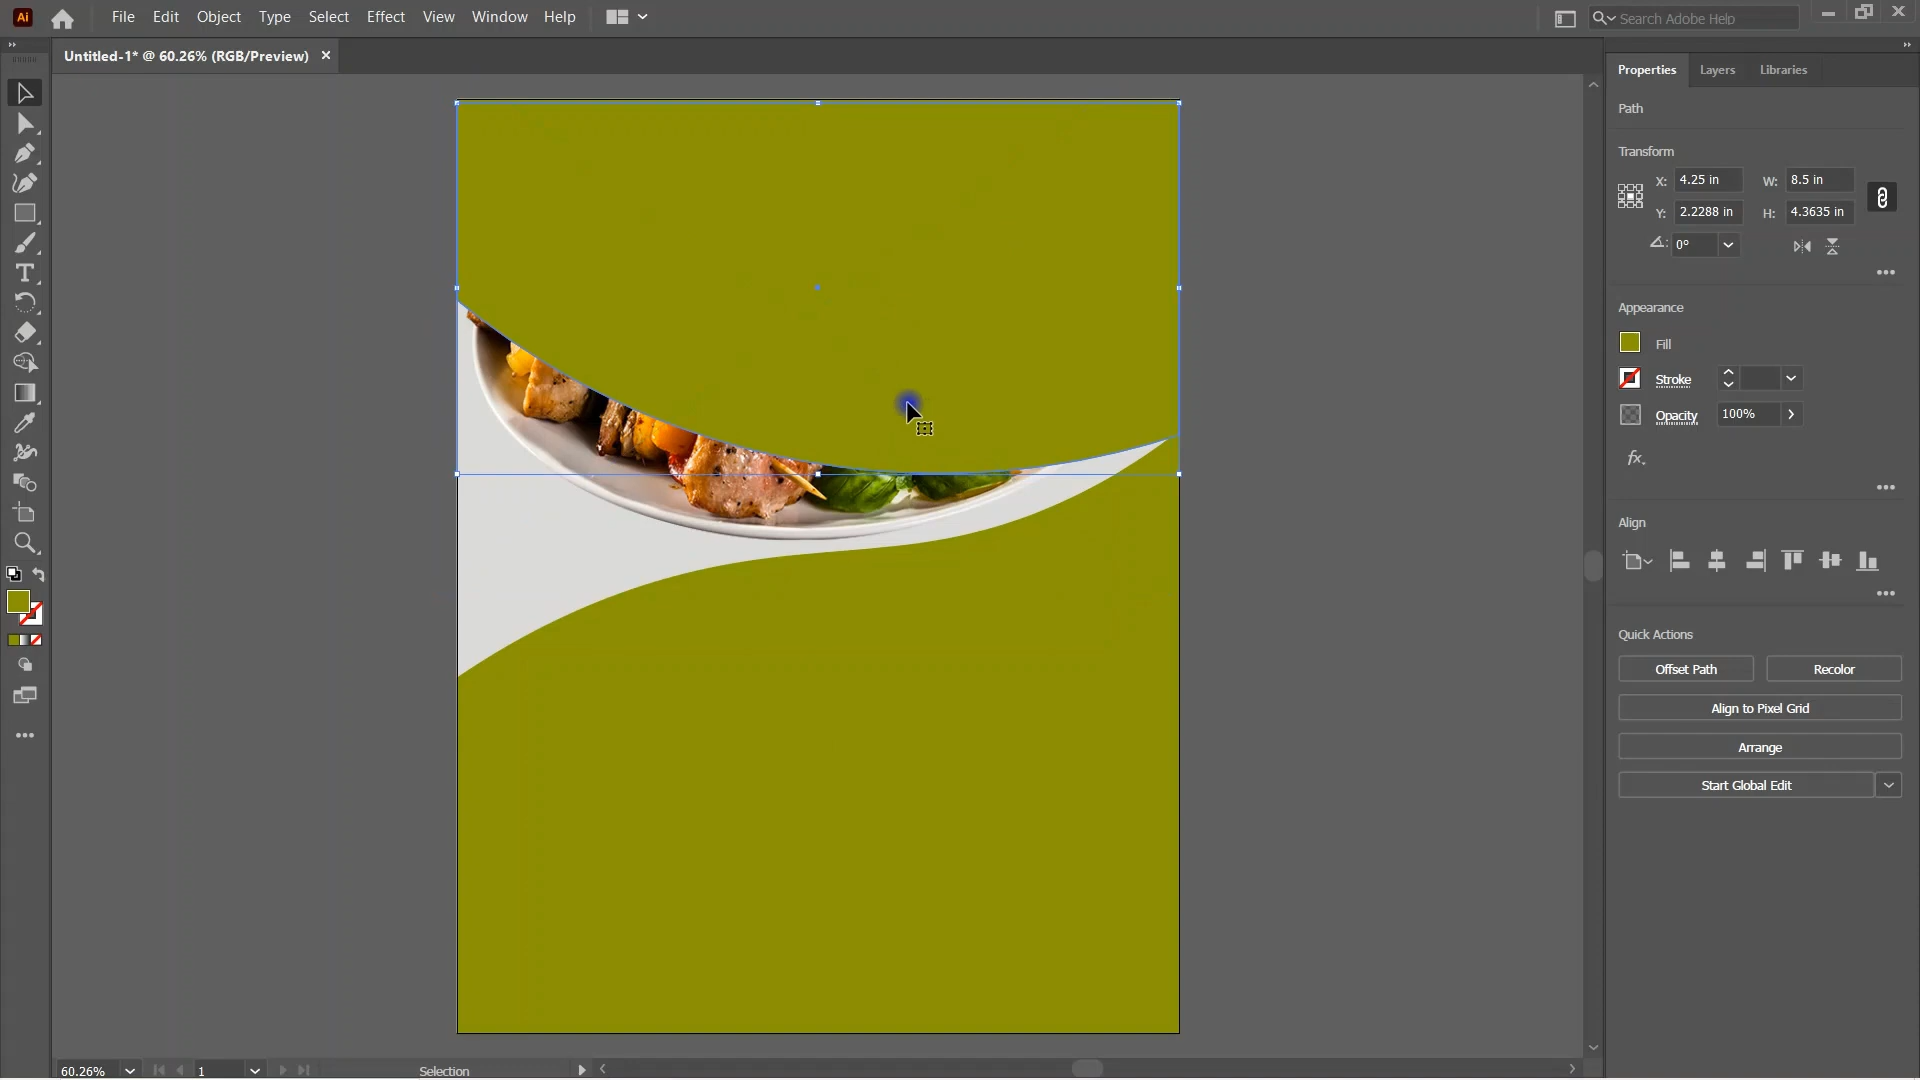 Ai File Edit Object Type Select Effect View Window Help Search Adobe Help
Untitled-1* @ 60.26% (RGB/Preview)
Properties Layers Libraries
Path
Transform
X: 4.25 in W: 8.5 in
Y: 2.2288 in H: 4.3635 in
0°
Appearance
Fill
Stroke
Opacity 100%
fx.
Align
Quick Actions
Offset Path Recolor
Align to Pixel Grid
Arrange
Start Global Edit
60.26% 1 Selection